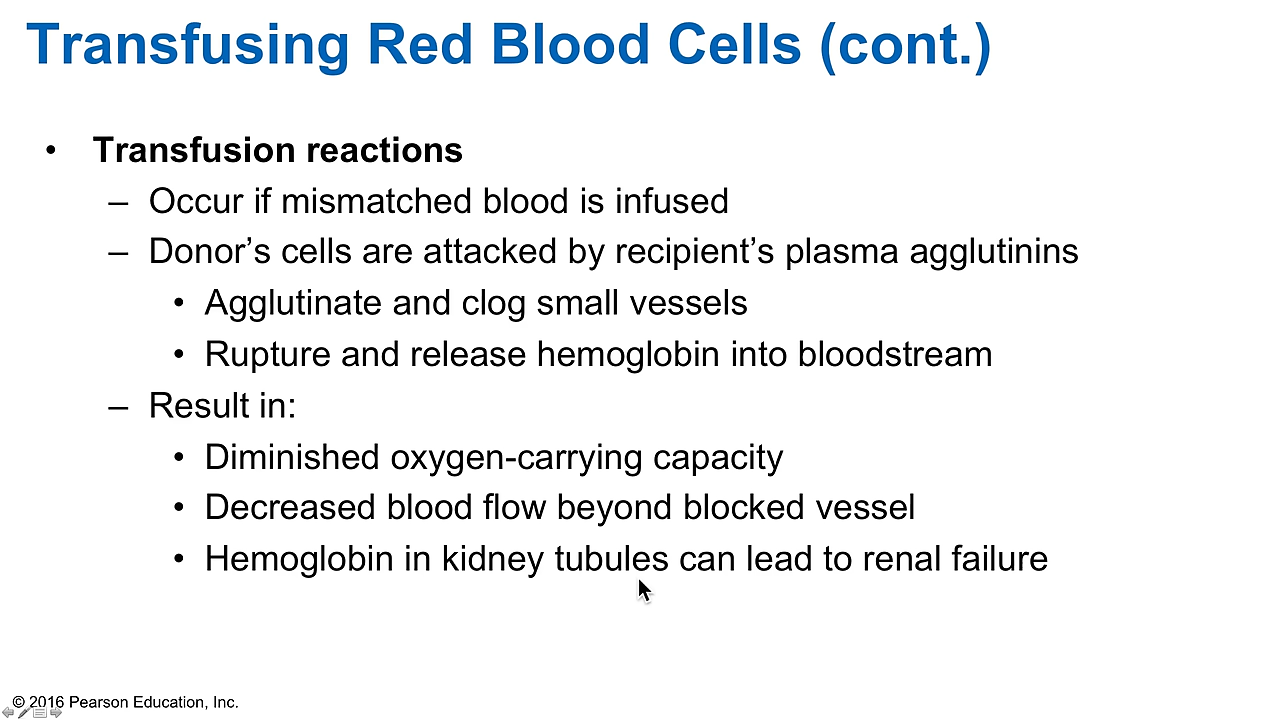 Transfusing Red Blood Cells (cont.)
• Transfusion reactions
– Occur if mismatched blood is infused
– Donor’s cells are attacked by recipient’s plasma agglutinins
• Agglutinate and clog small vessels
• Rupture and release hemoglobin into bloodstream
– Result in:
• Diminished oxygen-carrying capacity
• Decreased blood flow beyond blocked vessel
• Hemoglobin in kidney tubules can lead to renal failure
© 2016 Pearson Education, Inc.